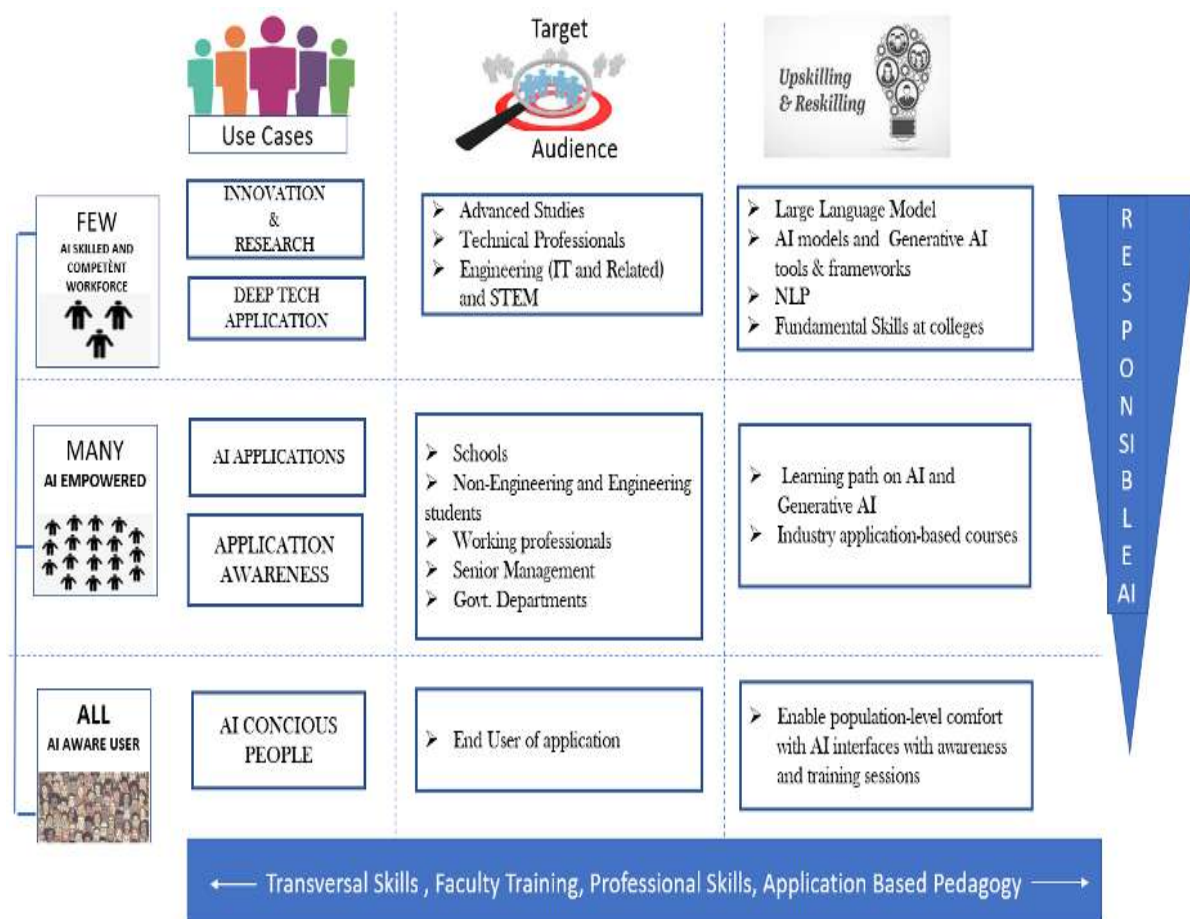 Use Cases
Target
Audience
Upskilling
& Reskilling
FEW
AI SKILLED AND
COMPETENT
WORKFORCE
INNOVATION
&
RESEARCH
DEEP TECH
APPLICATION
➢ Advanced Studies
➢ Technical Professionals
➢ Engineering (IT and Related)
and STEM
➢ Large Language Model
➢ AI models and Generative AI
tools & frameworks
➢ NLP
➢ Fundamental Skills at colleges
MANY
AI EMPOWERED
AI APPLICATIONS
APPLICATION
AWARENESS
➢ Schools
➢ Non-Engineering and Engineering
students
➢ Working professionals
➢ Senior Management
➢ Govt. Departments
➢ Learning path on AI and
Generative AI
➢ Industry application-based courses
ALL
AI AWARE USER
AI CONCIOUS
PEOPLE
➢ End User of application
➢ Enable population-level comfort
with AI interfaces with awareness
and training sessions
R
E
S
P
O
N
SI
B
L
E
AI
Transversal Skills , Faculty Training, Professional Skills, Application Based Pedagogy